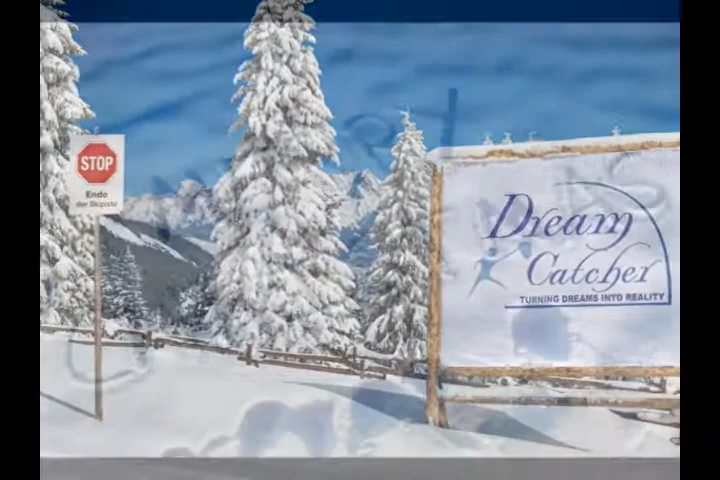 STOP
Ende
der Skipiste
Dream
Catcher
TURNING DREAMS INTO REALITY